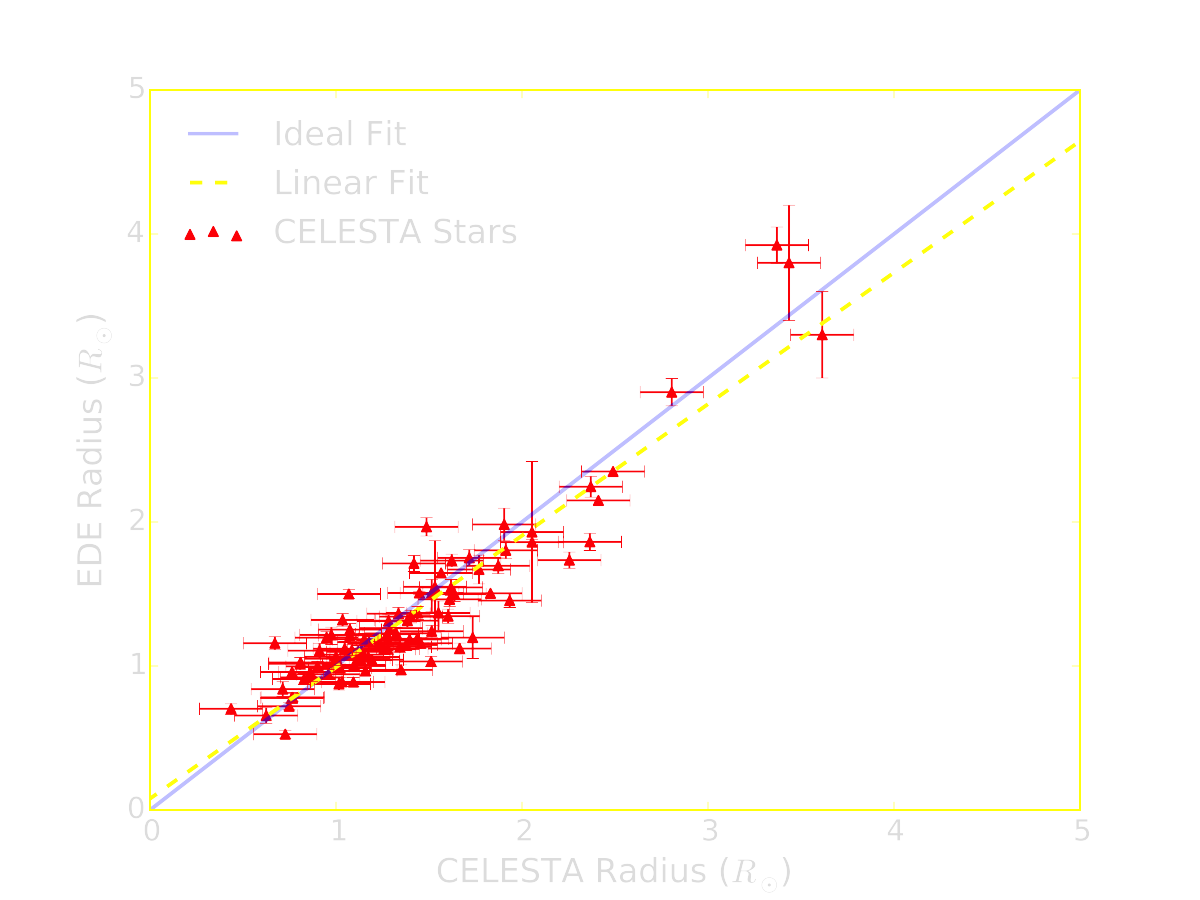 5
Ideal Fit
Linear Fit
CELESTA Stars
4
3
2
1
0
EDE Radius (R☉)
0 1 2 3 4 5
CELESTA Radius (R☉)